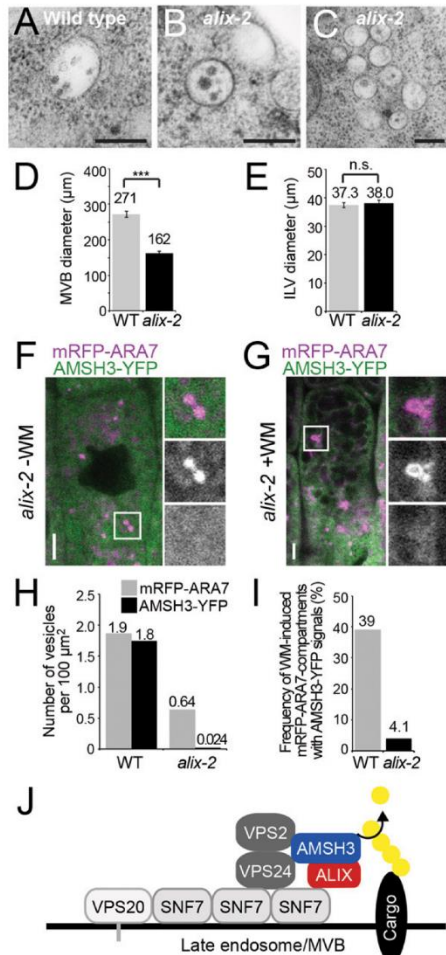 A Wild type
B alix-2
C alix-2
D
MVB diameter (μm)
400
300
200
100
0
***
271
162
WT alix-2
E
ILV diameter (μm)
50
40
30
20
10
0
n.s.
37.3 38.0
WT alix-2
F mRFP-ARA7
AMSH3-YFP
alix-2 -WM
G mRFP-ARA7
AMSH3-YFP
alix-2 +WM
H
mRFP-ARA7
AMSH3-YFP
Number of vesicles
per 100 μm²
2.5
2.0
1.5
1.0
0.5
0
1.9 1.8
0.64
0.024
WT alix-2
I
Frequency of WM-induced
mRFP-ARA7-compartments
with AMSH3-YFP signals (%)
50
40
30
20
10
0
39
4.1
WT alix-2
J
VPS2
AMSH3
VPS24
ALIX
VPS20 SNF7 SNF7 SNF7
Cargo
Late endosome/MVB